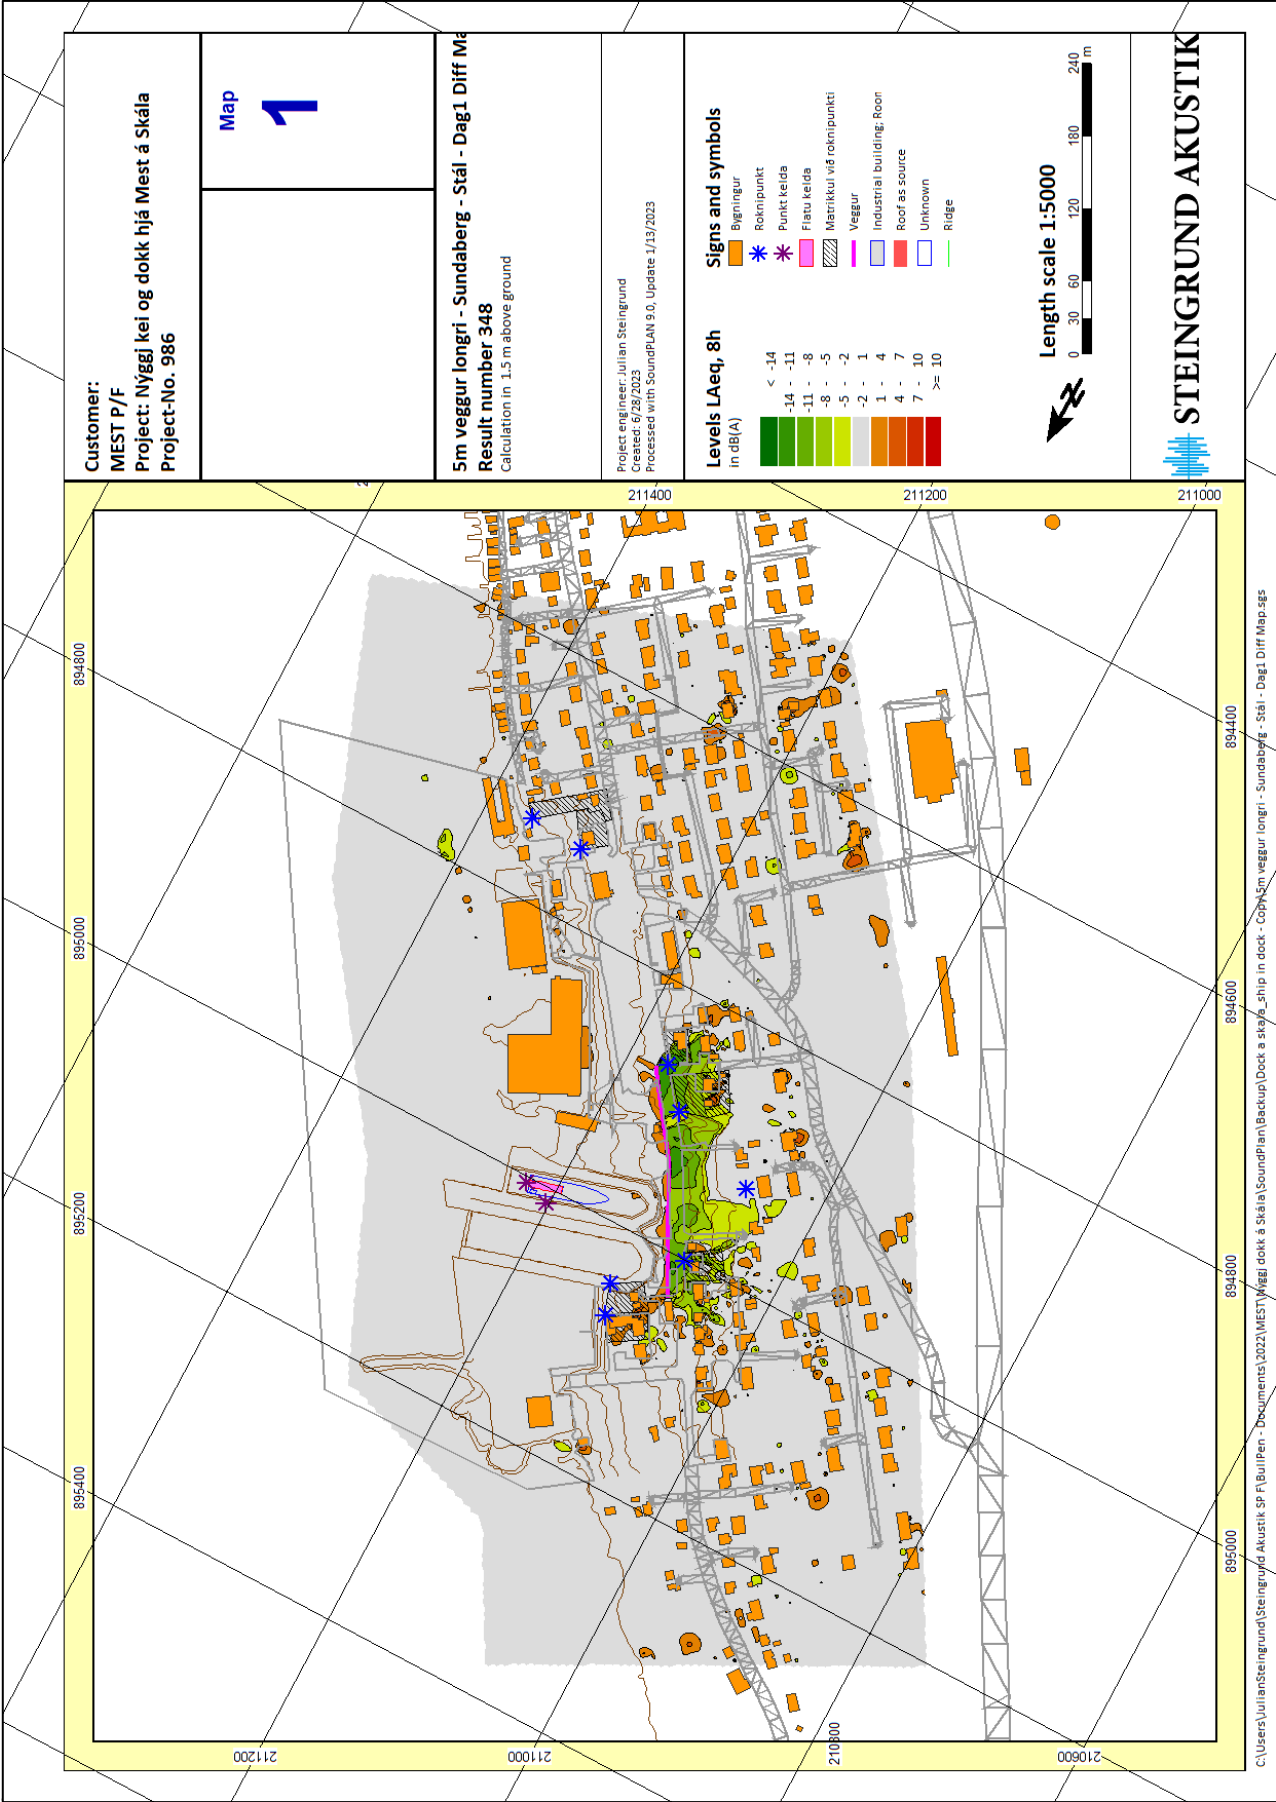 Customer:
MEST P/F
Project: Nýggj kei og dokk hjá Mest á Skála
Project-No. 986
Map
1
5m veggur longri - Sundaberg - Stál - Dag1 Diff Ma
Result number 348
Calculation in 1.5 m above ground
Project engineer: Julian Steingrund
Created: 6/28/2023
Processed with SoundPLAN 9.0, Update 1/13/2023
Levels LAeq, 8h
in dB(A)
< -14
-14 - -11
-11 - -8
-8 - -5
-5 - -2
-2 - 1
1 - 4
4 - 7
7 - 10
>= 10
Signs and symbols
Bygningur
Roknipunkt
Punkt kelda
Flatu kelda
Matrikkul við roknipunkti
Veggur
Industrial building; Roon
Roof as source
Unknown
Ridge
Length scale 1:5000
0 30 60 120 180 240
m
STEINGRUND AKUSTIK
894800
895000
895200
895400
211400
211200
211000
894400
894600
894800
895000
211200
211000
210800
210600